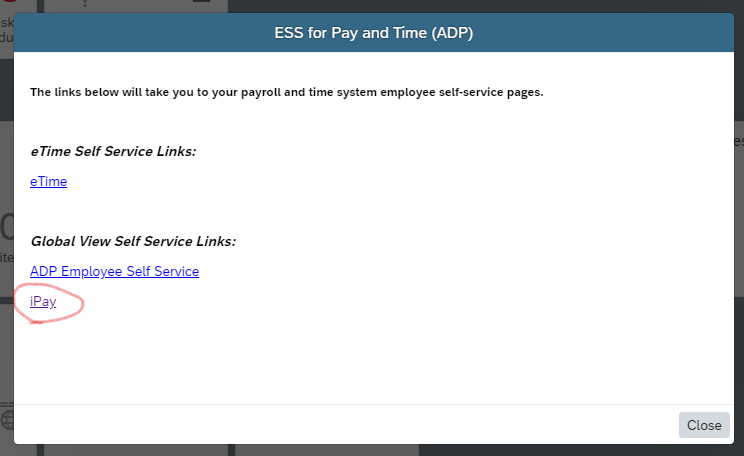 ESS for Pay and Time (ADP)
The links below will take you to your payroll and time system employee self-service pages.
eTime Self Service Links:
eTime
Global View Self Service Links:
ADP Employee Self Service
iPay
Close